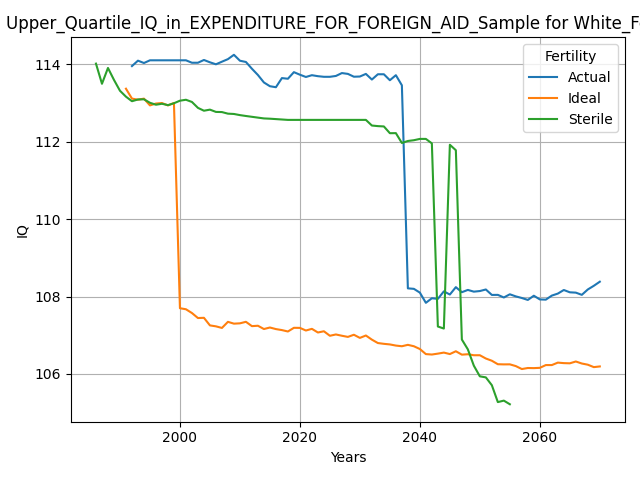 Upper_Quartile_IQ_in_EXPENDITURE_FOR_FOREIGN_AID_Sample for White_F
Fertility
Actual
Ideal
Sterile
114
112
110
108
106
IQ
2000
2020
2040
2060
Years